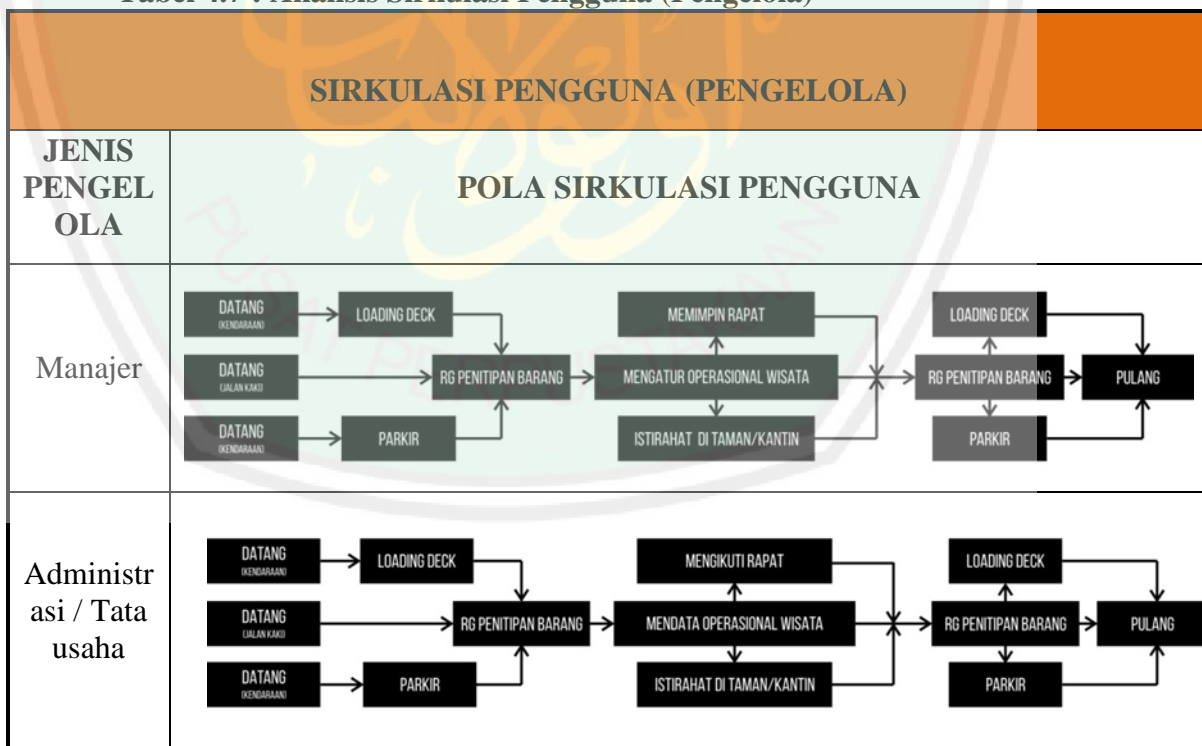 Tabel 4.7 : Analisis Sirkulasi Pengguna (Pengelola)
SIRKULASI PENGGUNA (PENGELOLA)
JENIS
PENGEL
OLA
POLA SIRKULASI PENGGUNA
Manajer
DATANG
(KENDARAAN)
LOADING DECK
DATANG
(JALAN KAKI)
DATANG
(KENDARAAN)
PARKIR
RG PENITIPAN BARANG
MEMIMPIN RAPAT
MENGATUR OPERASIONAL WISATA
ISTIRAHAT DI TAMAN/KANTIN
LOADING DECK
RG PENITIPAN BARANG
PARKIR
PULANG
Administr
asi / Tata
usaha
DATANG
(KENDARAAN)
LOADING DECK
DATANG
(JALAN KAKI)
DATANG
(KENDARAAN)
PARKIR
RG PENITIPAN BARANG
MENGIKUTI RAPAT
MENDATA OPERASIONAL WISATA
ISTIRAHAT DI TAMAN/KANTIN
LOADING DECK
RG PENITIPAN BARANG
PARKIR
PULANG
PUSAT PERPUSTAKAAN